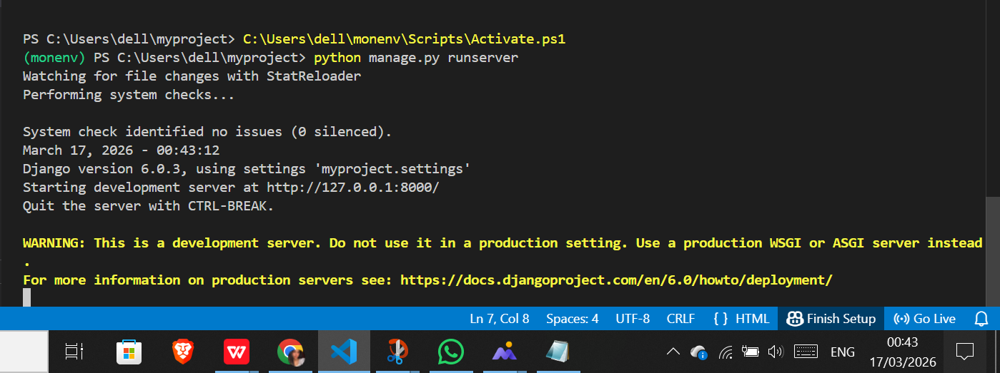 PS C:\Users\dell\myproject> C:\Users\dell\monenv\Scripts\Activate.ps1
(monenv) PS C:\Users\dell\myproject> python manage.py runserver
Watching for file changes with StatReloader
Performing system checks...
System check identified no issues (0 silenced).
March 17, 2026 - 00:43:12
Django version 6.0.3, using settings 'myproject.settings'
Starting development server at http://127.0.0.1:8000/
Quit the server with CTRL-BREAK.
WARNING: This is a development server. Do not use it in a production setting. Use a production WSGI or ASGI server instead
.
For more information on production servers see: https://docs.djangoproject.com/en/6.0/howto/deployment/
Ln 7, Col 8 Spaces: 4 UTF-8 CRLF { } HTML Finish Setup Go Live
ENG
00:43
17/03/2026